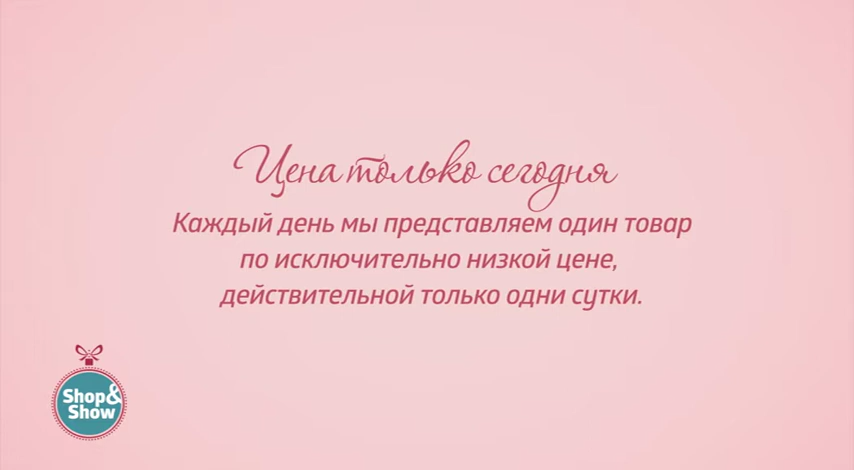 Цена только сегодня
Каждый день мы представляем один товар
по исключительно низкой цене,
действительной только одни сутки.
Shop&
Show